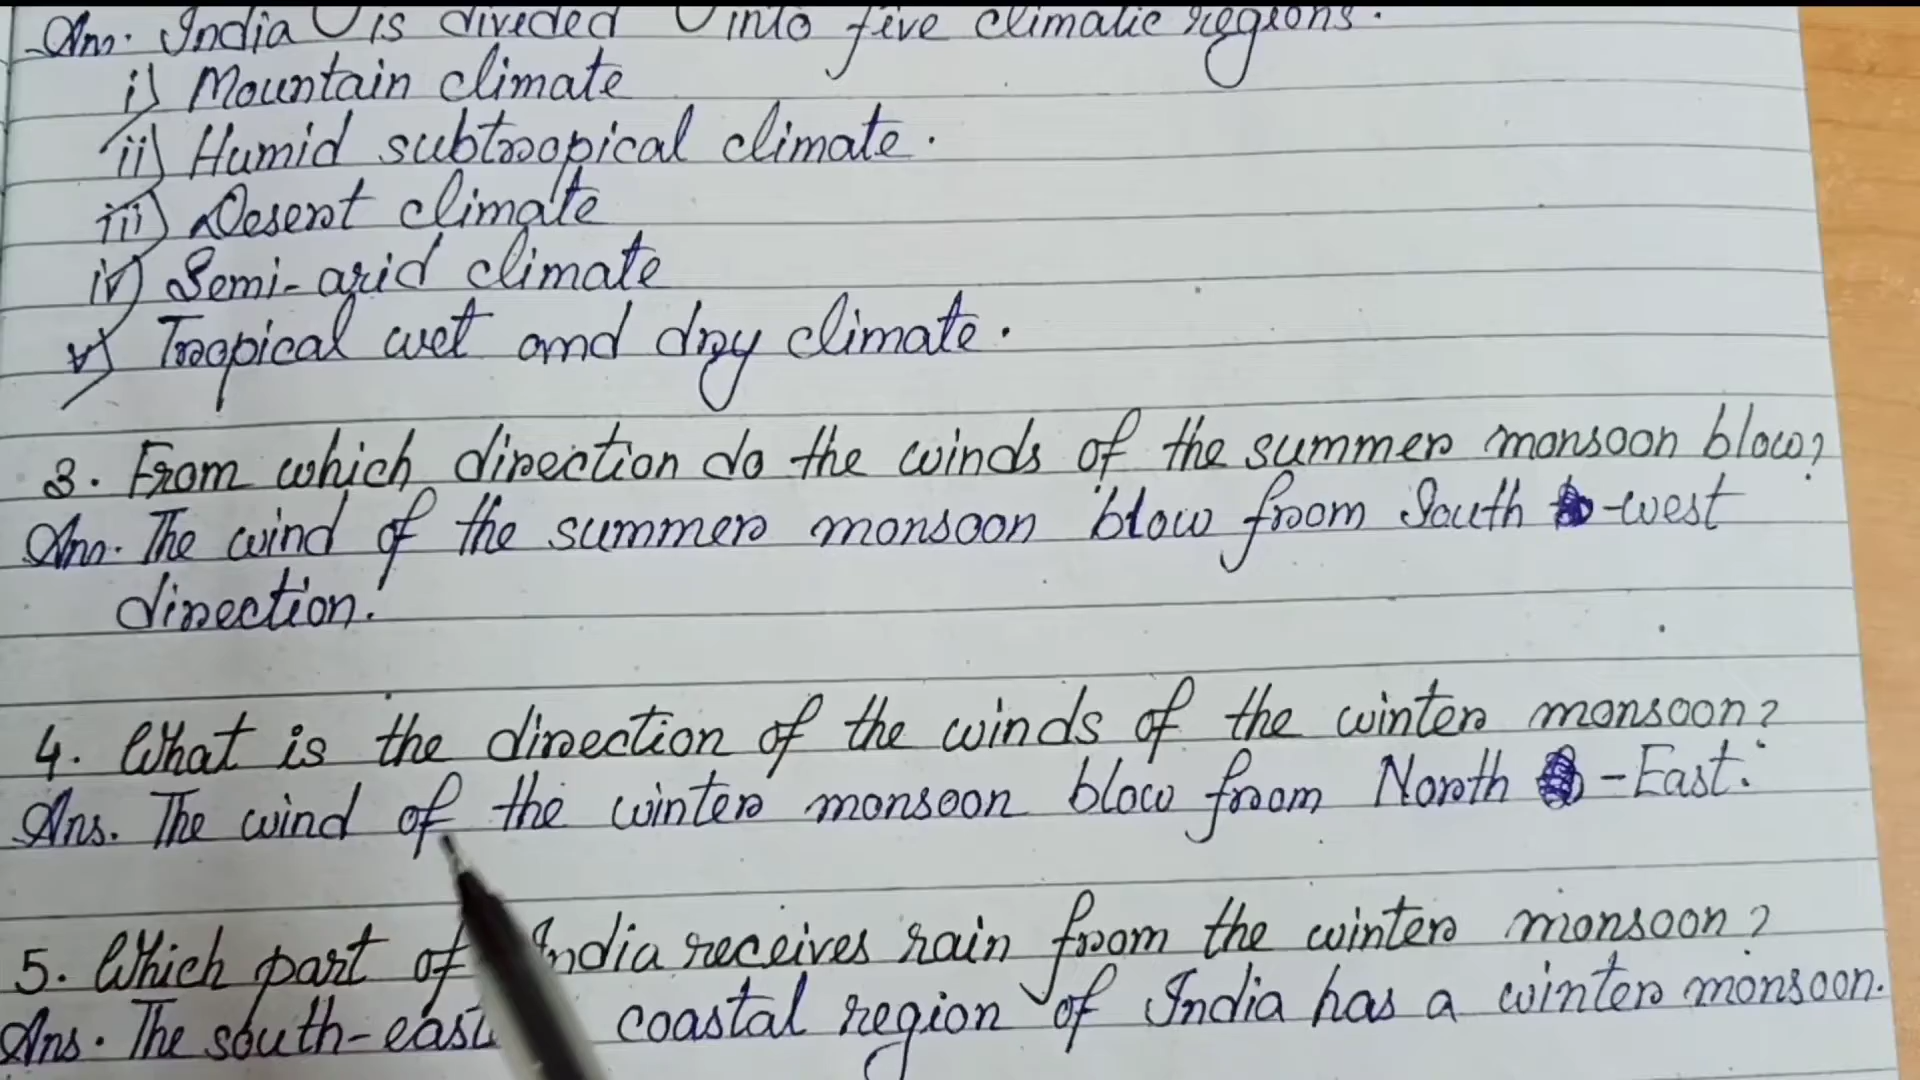 Ans. India is divided into five climatic regions.
i) Mountain climate
ii) Humid subtropical climate.
iii) Desert climate
iv) Semi-arid climate
v) Tropical wet and dry climate.
3. From which direction do the winds of the summer monsoon blow?
Ans. The wind of the summer monsoon blow from South -west
direction.
4. What is the direction of the winds of the winter monsoon?
Ans. The wind of the winter monsoon blow from North -East.
5. Which part of India receives rain from the winter monsoon?
Ans. The south-east coastal region of India has a winter monsoon.